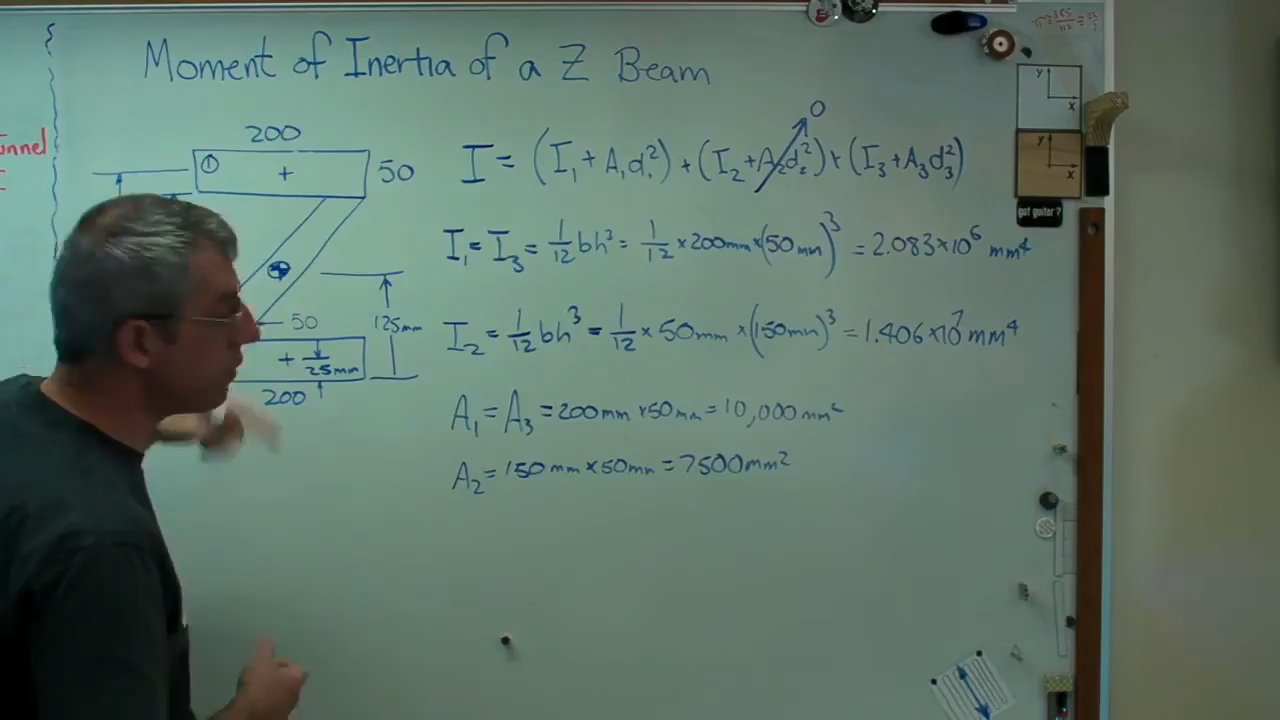 Moment of Inertia of a Z Beam
nnel
200
① +
50
50
125mm
+ 25mm
200
I = (I₁ + A₁d₁²) + (I₂ + A₂d₂²) + (I₃ + A₃d₃²)
0
I₁ = I₃ = 1/12 bh³ = 1/12 × 200mm × (50mm)³ = 2.083×10⁶ mm⁴
I₂ = 1/12 bh³ = 1/12 × 50mm × (150mm)³ = 1.406×10⁷ mm⁴
A₁ = A₃ = 200mm × 50mm = 10,000mm²
A₂ = 150mm × 50mm = 7500mm²
y
x
y
x
got guitar?